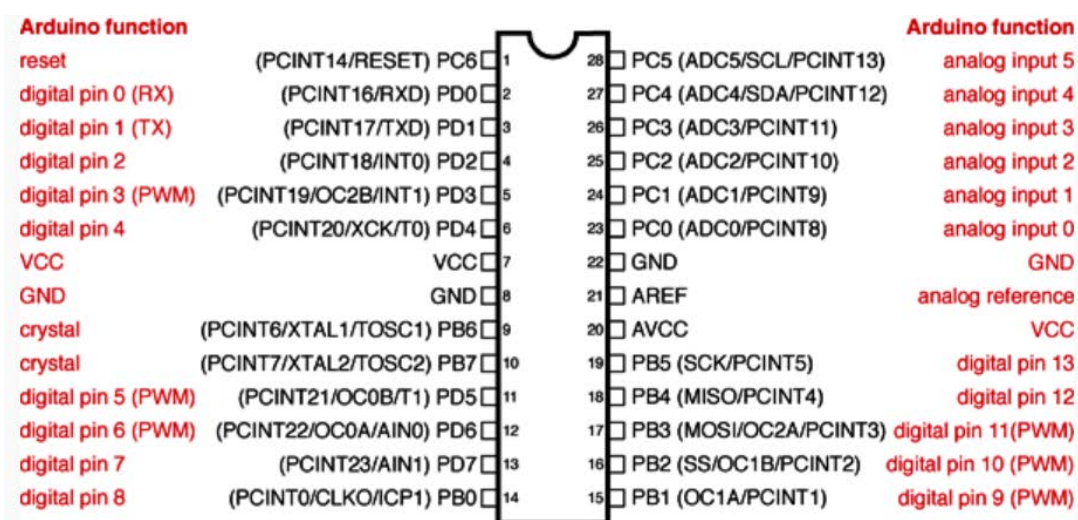 Arduino function Arduino function
reset (PCINT14/RESET) PC6 1 28 PC5 (ADC5/SCL/PCINT13) analog input 5
digital pin 0 (RX) (PCINT16/RXD) PD0 2 27 PC4 (ADC4/SDA/PCINT12) analog input 4
digital pin 1 (TX) (PCINT17/TXD) PD1 3 26 PC3 (ADC3/PCINT11) analog input 3
digital pin 2 (PCINT18/INT0) PD2 4 25 PC2 (ADC2/PCINT10) analog input 2
digital pin 3 (PWM) (PCINT19/OC2B/INT1) PD3 5 24 PC1 (ADC1/PCINT9) analog input 1
digital pin 4 (PCINT20/XCK/T0) PD4 6 23 PC0 (ADC0/PCINT8) analog input 0
VCC VCC 7 22 GND GND
GND GND 8 21 AREF analog reference
crystal (PCINT6/XTAL1/TOSC1) PB6 9 20 AVCC VCC
crystal (PCINT7/XTAL2/TOSC2) PB7 10 19 PB5 (SCK/PCINT5) digital pin 13
digital pin 5 (PWM) (PCINT21/OC0B/T1) PD5 11 18 PB4 (MISO/PCINT4) digital pin 12
digital pin 6 (PWM) (PCINT22/OC0A/AIN0) PD6 12 17 PB3 (MOSI/OC2A/PCINT3) digital pin 11(PWM)
digital pin 7 (PCINT23/AIN1) PD7 13 16 PB2 (SS/OC1B/PCINT2) digital pin 10 (PWM)
digital pin 8 (PCINT0/CLKO/ICP1) PB0 14 15 PB1 (OC1A/PCINT1) digital pin 9 (PWM)